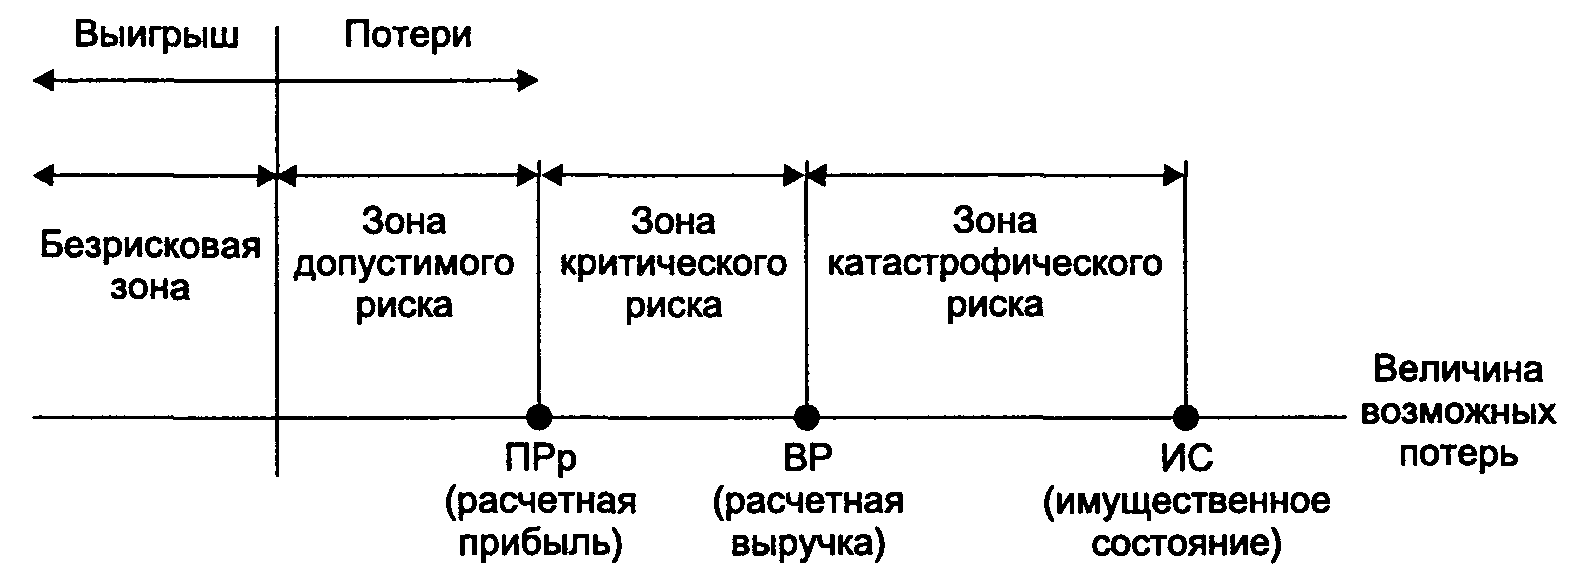 Выигрыш
Потери
Безрисковая
зона
Зона
допустимого
риска
Зона
критического
риска
Зона
катастрофического
риска
Величина
возможных
потерь
ПРр
(расчетная
прибыль)
ВР
(расчетная
выручка)
ИС
(имущественное
состояние)